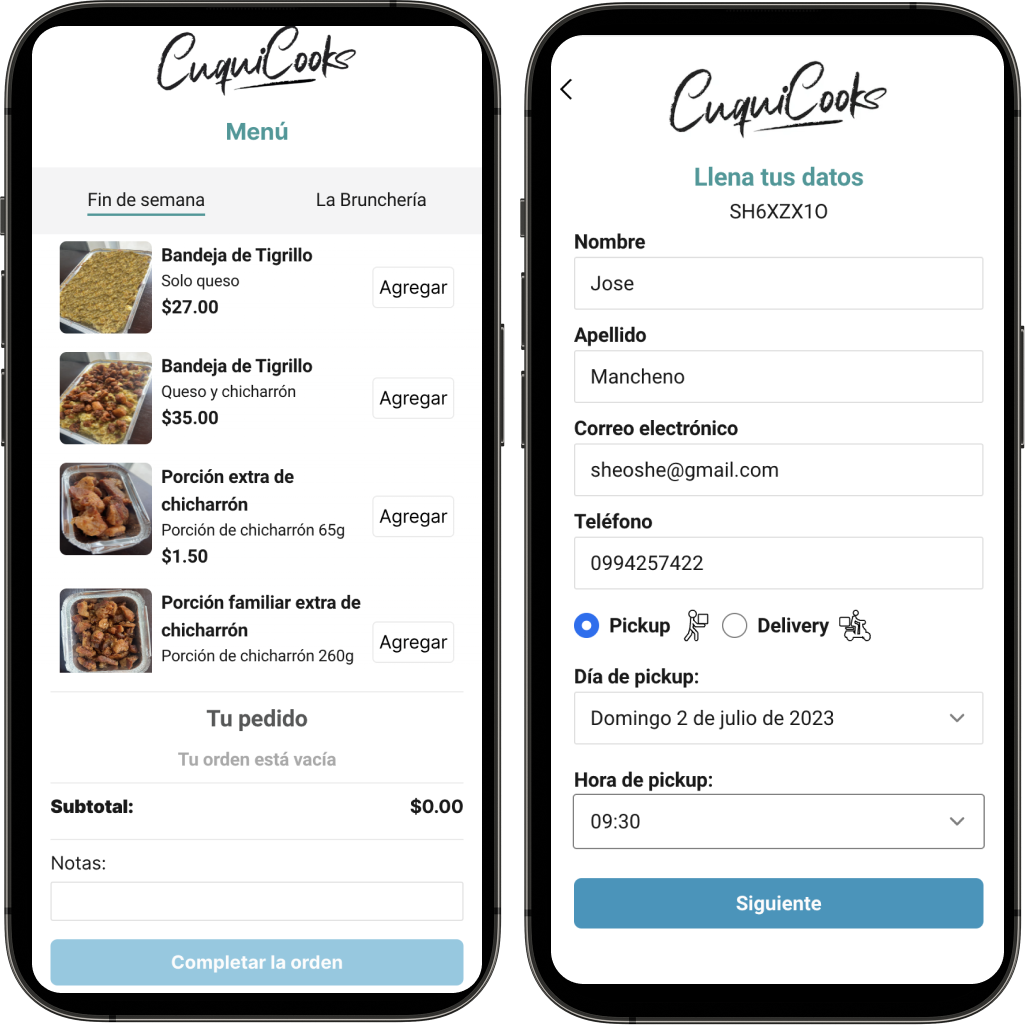 CuquiCooks
Menú
Fin de semana
La Brunchería
Bandeja de Tigrillo
Solo queso
$27.00
Agregar
Bandeja de Tigrillo
Queso y chicharrón
$35.00
Agregar
Porción extra de
chicharrón
Porción de chicharrón 65g
$1.50
Agregar
Porción familiar extra de
chicharrón
Porción de chicharrón 260g
Agregar
Tu pedido
Tu orden está vacía
Subtotal: $0.00
Notas:
Completar la orden
CuquiCooks
Llena tus datos
SH6XZX1O
Nombre
Jose
Apellido
Mancheno
Correo electrónico
sheoshe@gmail.com
Teléfono
0994257422
Pickup Delivery
Día de pickup:
Domingo 2 de julio de 2023
Hora de pickup:
09:30
Siguiente